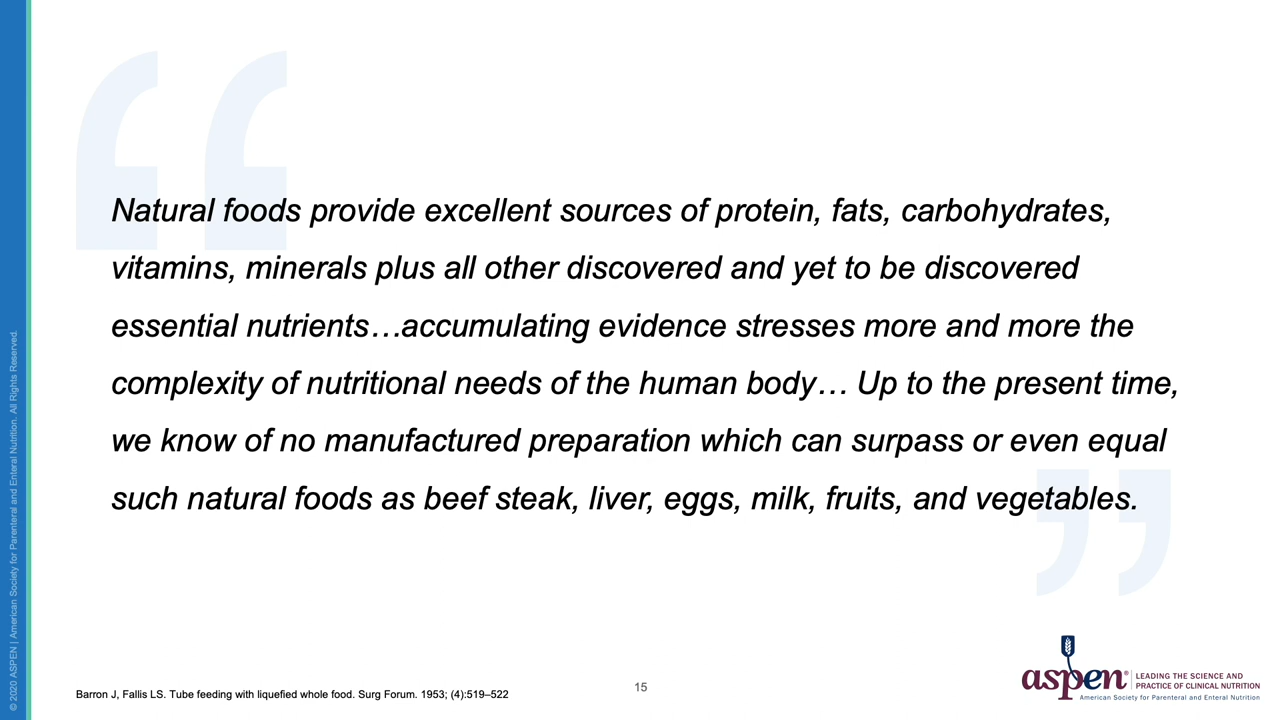 Natural foods provide excellent sources of protein, fats, carbohydrates,
vitamins, minerals plus all other discovered and yet to be discovered
essential nutrients…accumulating evidence stresses more and more the
complexity of nutritional needs of the human body… Up to the present time,
we know of no manufactured preparation which can surpass or even equal
such natural foods as beef steak, liver, eggs, milk, fruits, and vegetables.
Barron J, Fallis LS. Tube feeding with liquefied whole food. Surg Forum. 1953; (4):519–522
15
aspen®
LEADING THE SCIENCE AND
PRACTICE OF CLINICAL NUTRITION
American Society for Parenteral and Enteral Nutrition
© 2020 ASPEN | American Society for Parenteral and Enteral Nutrition. All Rights Reserved.